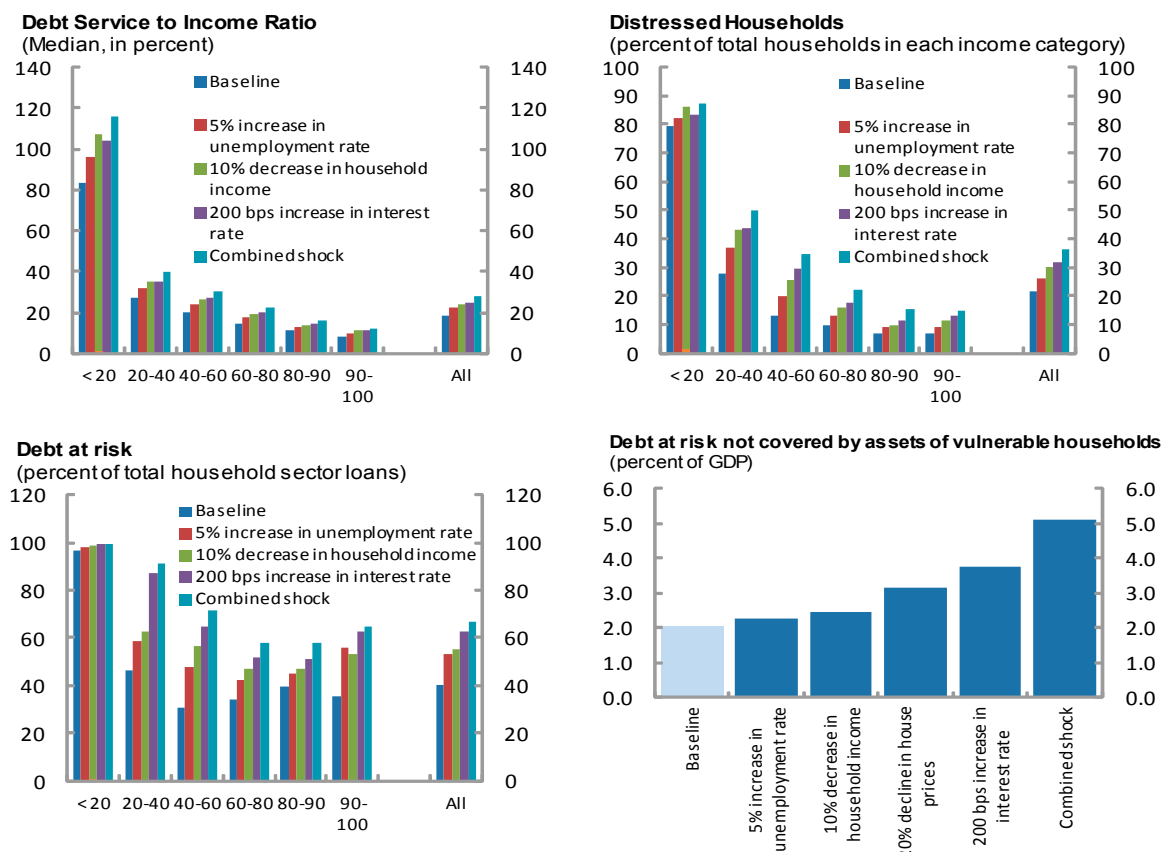 Debt Service to Income Ratio
(Median, in percent)
140
120
100
80
60
40
20
0
Baseline
5% increase in
unemployment rate
10% decrease in household
income
200 bps increase in interest
rate
Combined shock
140
120
100
80
60
40
20
0
<20 20-40 40-60 60-80 80-90 90-
100
All
Distressed Households
(percent of total households in each income category)
100
90
80
70
60
50
40
30
20
10
0
Baseline
5% increase in
unemployment rate
10% decrease in
household income
200 bps increase in
interest rate
Combined shock
100
90
80
70
60
50
40
30
20
10
0
<20 20-40 40-60 60-80 80-90 90-
100
All
Debt at risk
(percent of total household sector loans)
120
100
80
60
40
20
0
Baseline
5% increase in unemployment rate
10% decrease in household income
200 bps increase in interest rate
Combined shock
120
100
80
60
40
20
0
<20 20-40 40-60 60-80 80-90 90-
100
All
Debt at risk not covered by assets of vulnerable households
(percent of GDP)
6.0
5.0
4.0
3.0
2.0
1.0
0.0
6.0
5.0
4.0
3.0
2.0
1.0
0.0
Baseline
5% increase in
unemployment rate
10% decrease in
household income
20% decline in house
prices
200 bps increase in
interest rate
Combined shock